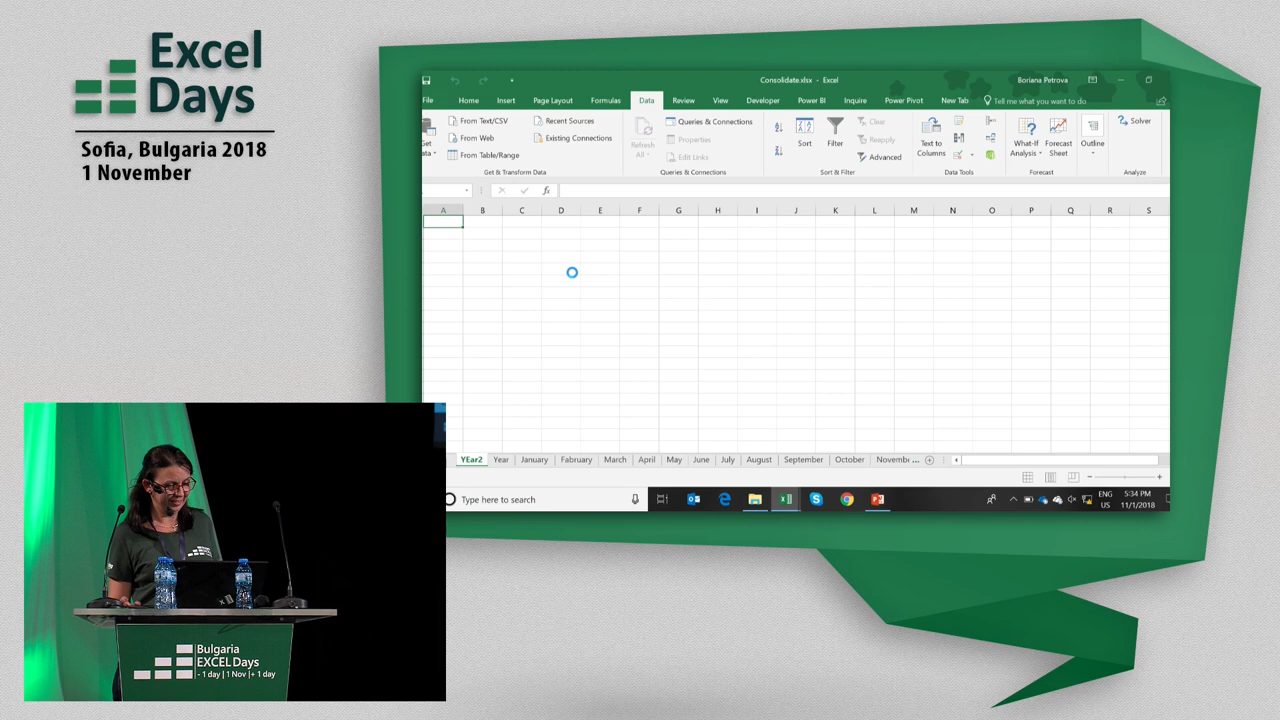 Excel
Days
Sofia, Bulgaria 2018
1 November
Consolidate.xlsx - Excel
Boriana Petrova
File Home Insert Page Layout Formulas Data Review View Developer Power BI Inquire Power Pivot New Tab Tell me what you want to do
Get
Data
From Text/CSV
From Web
From Table/Range
Recent Sources
Existing Connections
Get & Transform Data
Refresh
All
Queries & Connections
Properties
Edit Links
Queries & Connections
Sort
Filter
Clear
Reapply
Advanced
Sort & Filter
Text to
Columns
Data Tools
What-If
Analysis
Forecast
Sheet
Forecast
Outline
Solver
Analyze
fx
A B C D E F G H I J K L M N O P Q R S
YEar2 Year January Fabruary March April May June July August September October Novembe ...
Type here to search
ENG
US
5:34 PM
11/1/2018
Bulgaria
EXCEL Days
- 1 day | 1 Nov | + 1 day